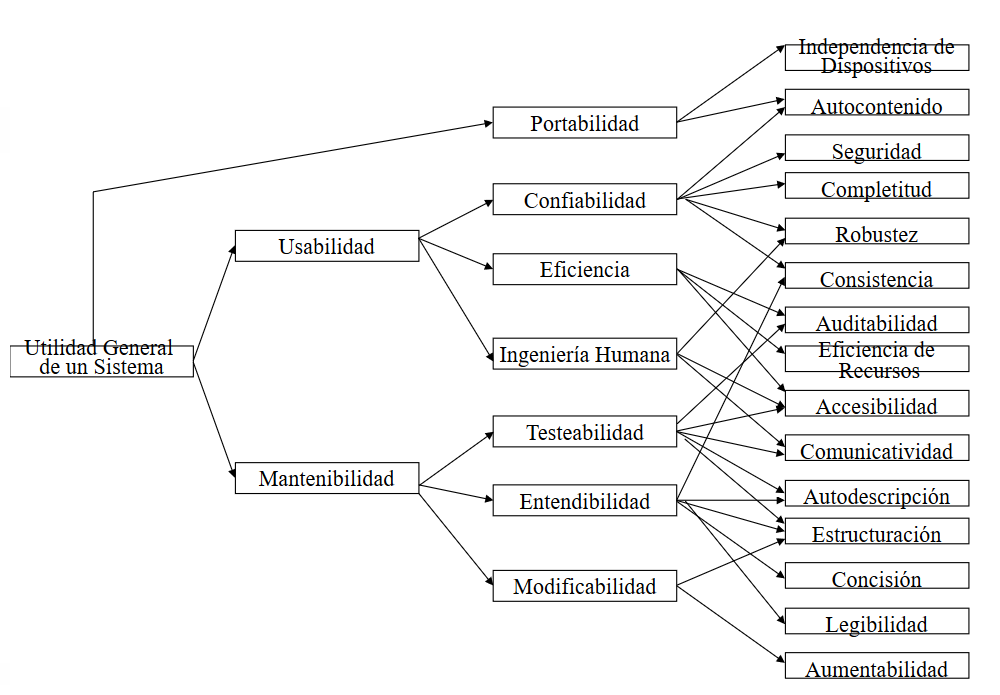 Utilidad General
de un Sistema
Usabilidad
Mantenibilidad
Portabilidad
Confiabilidad
Eficiencia
Ingeniería Humana
Testeabilidad
Entendibilidad
Modificabilidad
Independencia de
Dispositivos
Autocontenido
Seguridad
Completitud
Robustez
Consistencia
Auditabilidad
Eficiencia de
Recursos
Accesibilidad
Comunicatividad
Autodescripción
Estructuración
Concisión
Legibilidad
Aumentabilidad